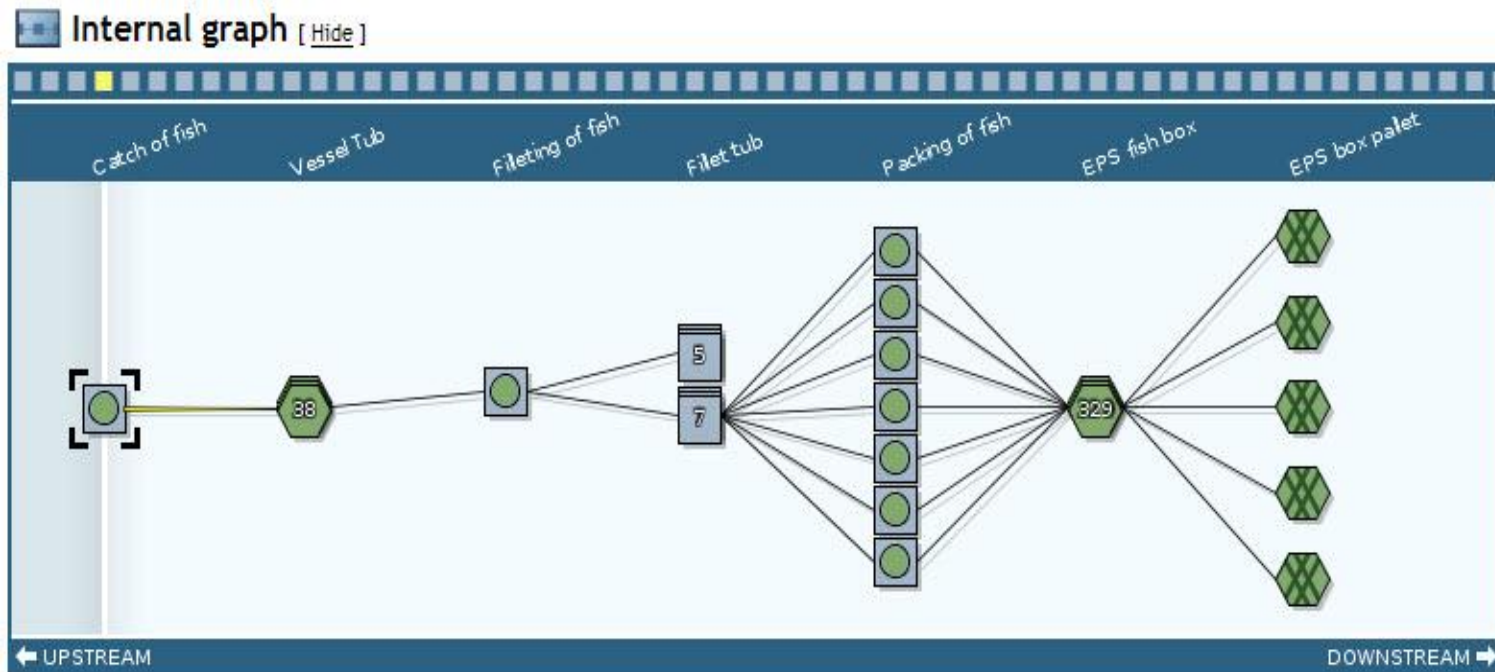 Internal graph [ Hide ]
Catch of fish
Vessel Tub
Fileting of fish
Filet tub
Packing of fish
EPS fish box
EPS box pallet
5
38
7
329
UPSTREAM
DOWNSTREAM